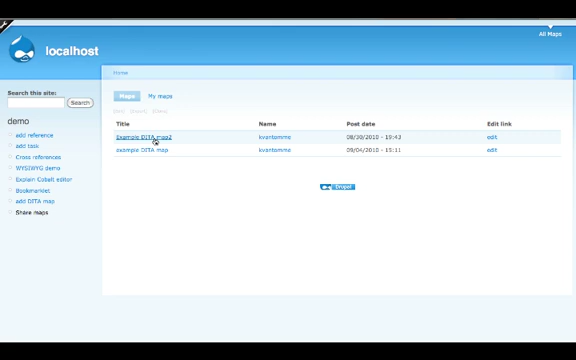 All Maps
localhost
Home
Search this site:
Search
Maps My maps
demo
Title Name Post date Edit link
add reference
Example DITA map2 kvantomme 08/30/2010 - 19:43 edit
add task
example DITA map kvantomme 09/04/2010 - 15:11 edit
Cross references
WYSIWYG demo
Explain Cobalt editor
Bookmarklet
add DITA map
Share maps
Drupal